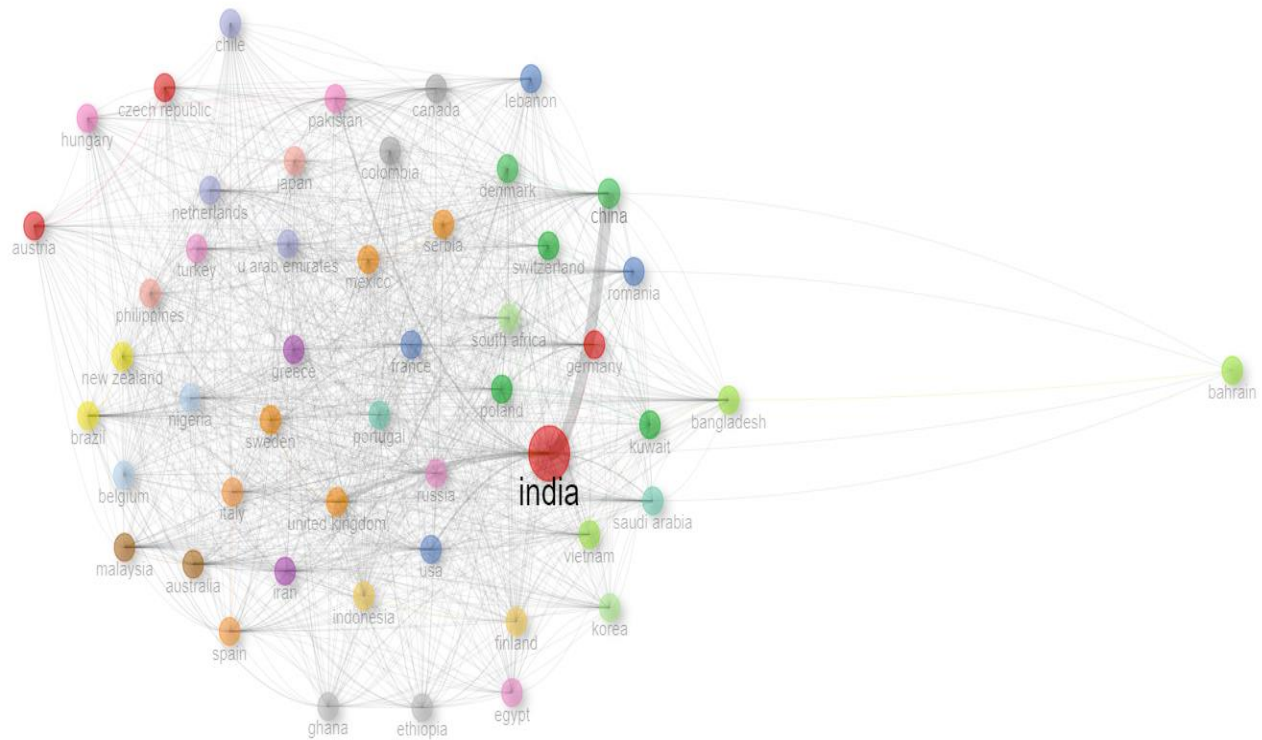 chile
czech republic
pakistan
canada
lebanon
hungary
japan
colombia
denmark
netherlands
china
austria
turkey
u arab emirates
mexico
serbia
switzerland
romania
philippines
south africa
new zealand
greece
france
germany
nigeria
poland
bahrain
brazil
sweden
portugal
bangladesh
kuwait
belgium
italy
united kingdom
russia
india
saudi arabia
malaysia
australia
iran
usa
vietnam
indonesia
finland
korea
spain
ghana
ethiopia
egypt